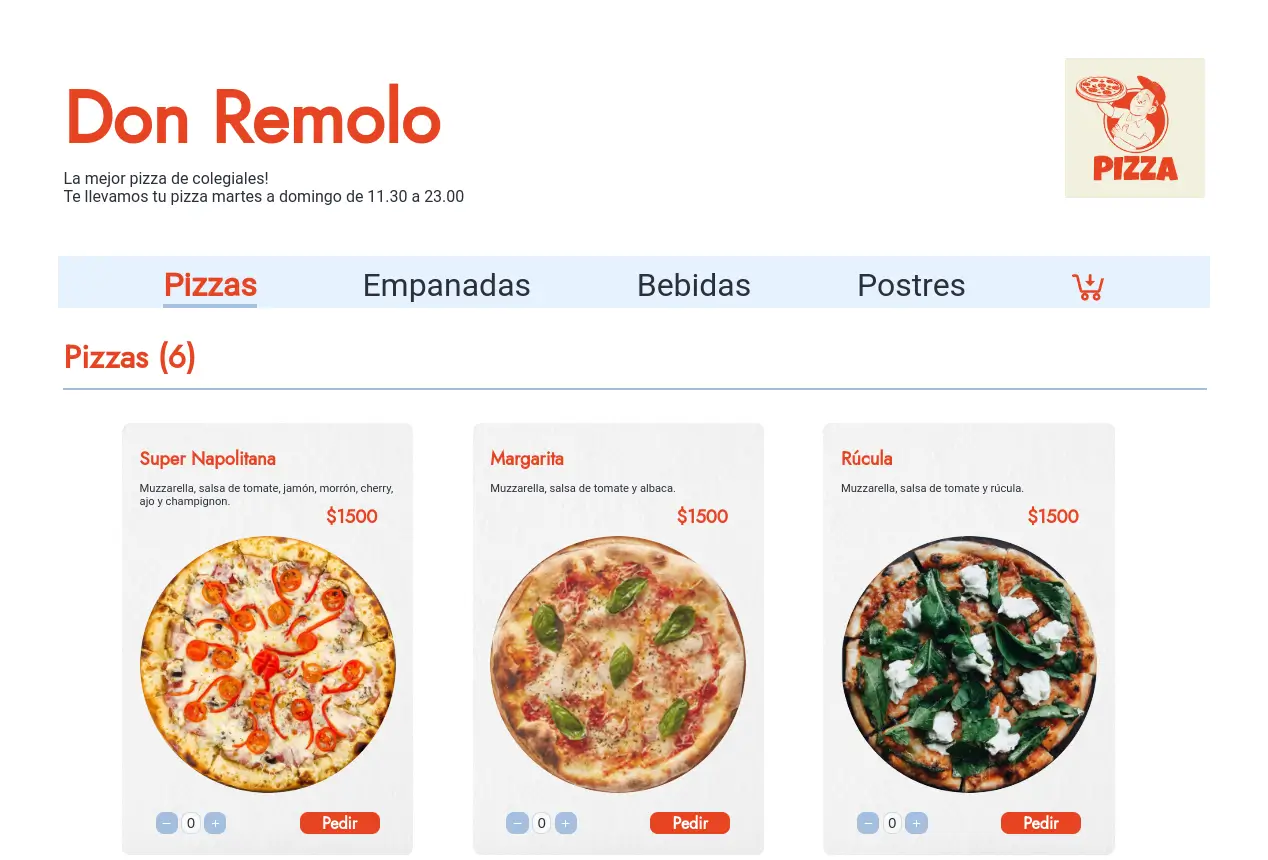 Don Remolo
La mejor pizza de colegiales!
Te llevamos tu pizza martes a domingo de 11.30 a 23.00
PIZZA
Pizzas
Empanadas
Bebidas
Postres
Pizzas (6)
Super Napolitana
Muzzarella, salsa de tomate, jamón, morrón, cherry,
ajo y champignon.
$1500
− 0 +
Pedir
Margarita
Muzzarella, salsa de tomate y albaca.
$1500
− 0 +
Pedir
Rúcula
Muzzarella, salsa de tomate y rúcula.
$1500
− 0 +
Pedir